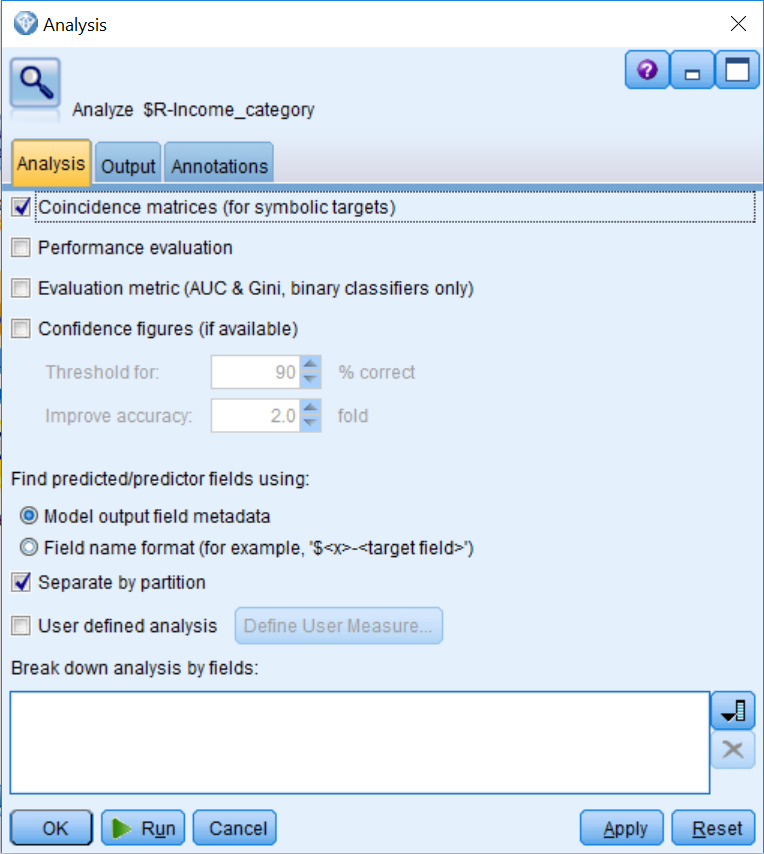 Analysis
Analyze $R-Income_category
Analysis Output Annotations
Coincidence matrices (for symbolic targets)
Performance evaluation
Evaluation metric (AUC & Gini, binary classifiers only)
Confidence figures (if available)
Threshold for: 90 % correct
Improve accuracy: 2.0 fold
Find predicted/predictor fields using:
Model output field metadata
Field name format (for example, '$<x>-<target field>')
Separate by partition
User defined analysis Define User Measure...
Break down analysis by fields:
OK Run Cancel Apply Reset